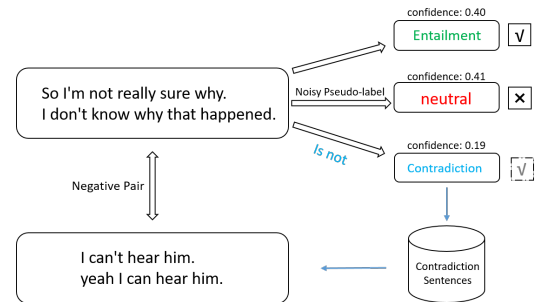 confidence: 0.40
Entailment
√
confidence: 0.41
So I'm not really sure why.
I don't know why that happened.
Noisy Pseudo-label
neutral
×
Is not
confidence: 0.19
Contradiction
√
Negative Pair
I can't hear him.
yeah I can hear him.
Contradiction
Sentences